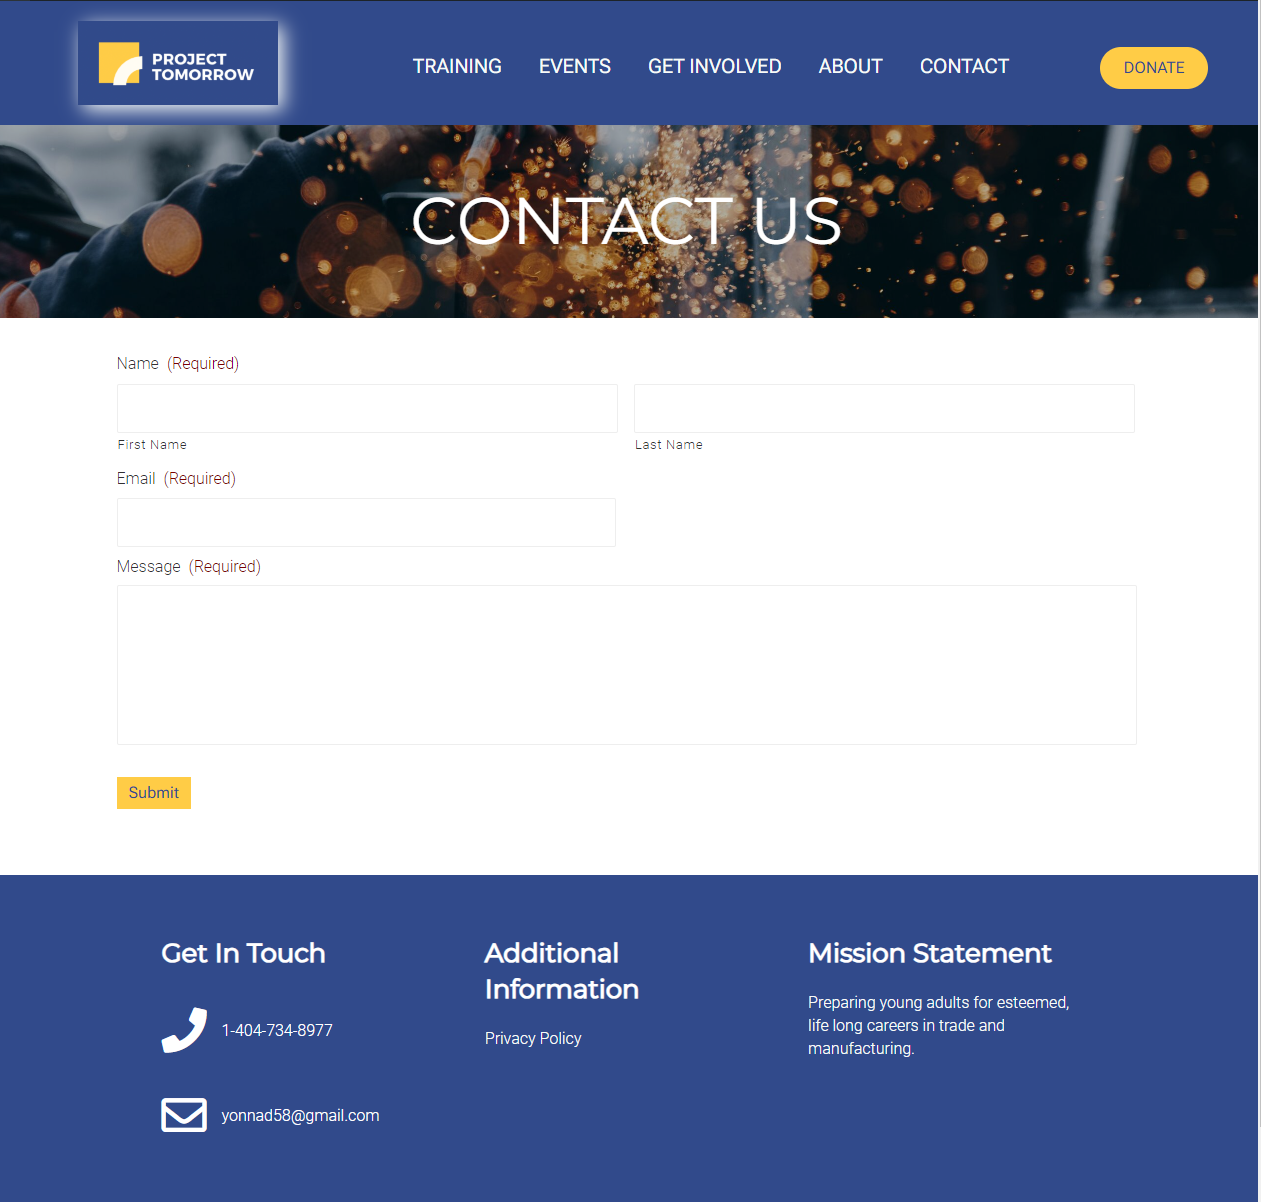 PROJECT
TOMORROW
TRAINING
EVENTS
GET INVOLVED
ABOUT
CONTACT
DONATE
CONTACT US
Name (Required)
First Name
Last Name
Email (Required)
Message (Required)
Submit
Get In Touch
1-404-734-8977
yonnad58@gmail.com
Additional
Information
Privacy Policy
Mission Statement
Preparing young adults for esteemed,
life long careers in trade and
manufacturing.